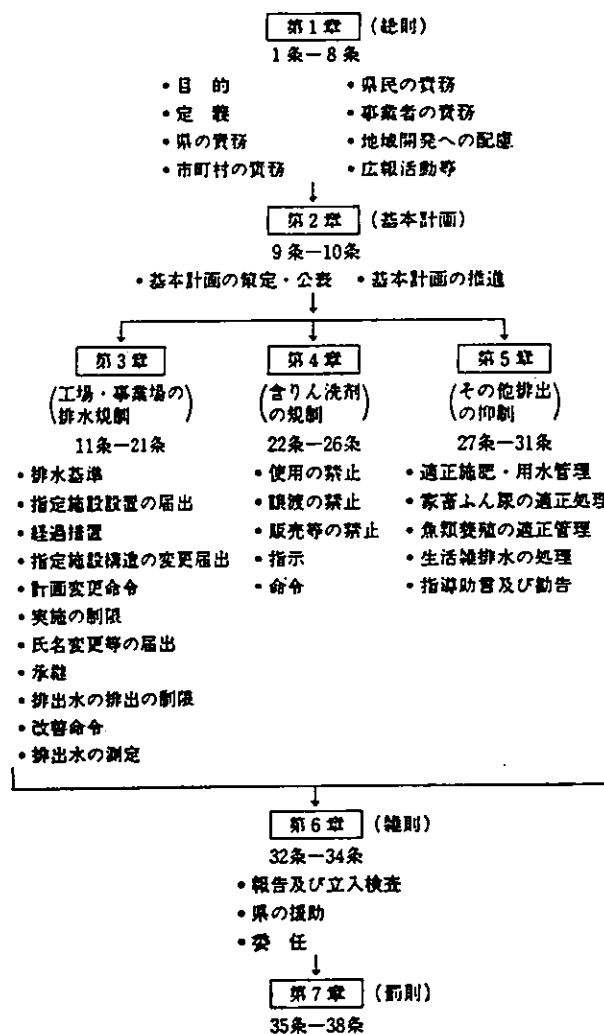 第1章 (総則)
1条―8条
• 目 的
• 定 義
• 県の責務
• 市町村の責務
• 県民の責務
• 事業者の責務
• 地域開発への配慮
• 広報活動等
第2章 (基本計画)
9条―10条
• 基本計画の策定・公表 • 基本計画の推進
第3章
(工場・事業場の
排水規制)
11条―21条
• 排水基準
• 指定施設設置の届出
• 経過措置
• 指定施設構造の変更届出
• 計画変更命令
• 実施の制限
• 氏名変更等の届出
• 承継
• 排出水の排出の制限
• 改善命令
• 排出水の測定
第4章
(含りん洗剤
の規制)
22条―26条
• 使用の禁止
• 譲渡の禁止
• 販売等の禁止
• 指示
• 命令
第5章
(その他排出
の抑制)
27条―31条
• 適正施肥・用水管理
• 家畜ふん尿の適正処理
• 魚類養殖の適正管理
• 生活雑排水の処理
• 指導助言及び勧告
第6章 (雑則)
32条―34条
• 報告及び立入検査
• 県の援助
• 委 任
第7章 (罰則)
35条―38条